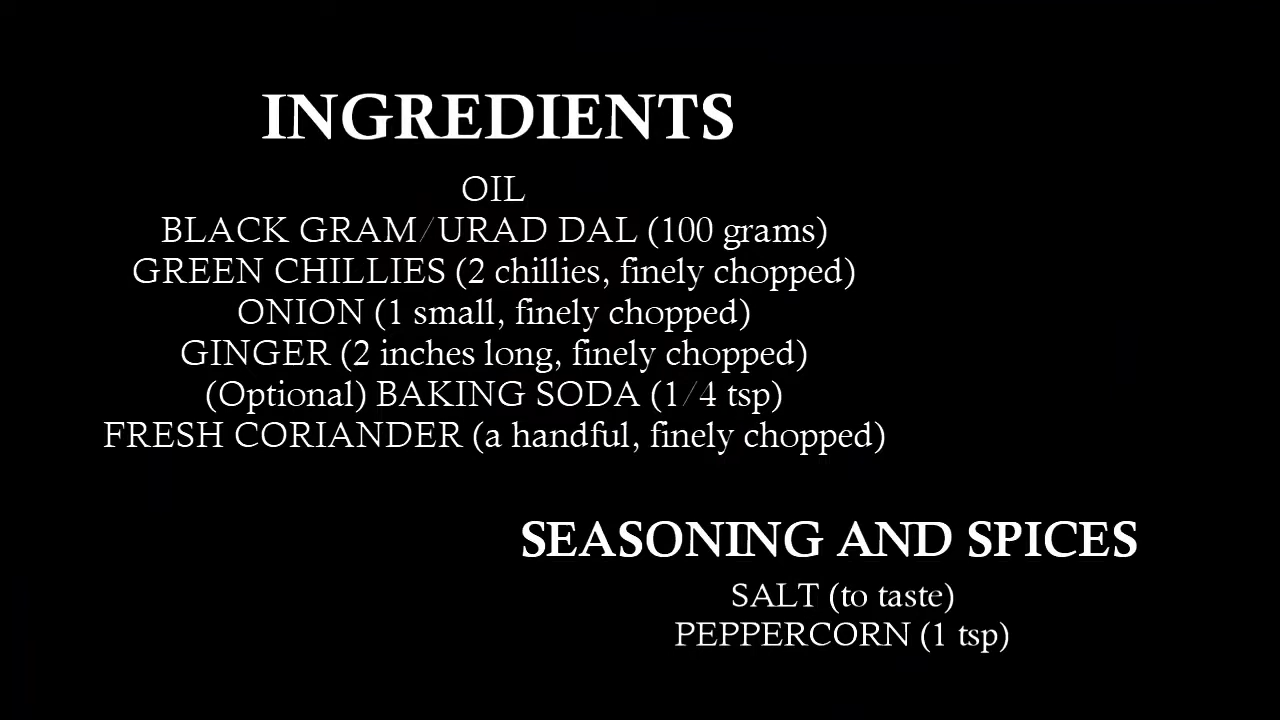 INGREDIENTS
OIL
BLACK GRAM/URAD DAL (100 grams)
GREEN CHILLIES (2 chillies, finely chopped)
ONION (1 small, finely chopped)
GINGER (2 inches long, finely chopped)
(Optional) BAKING SODA (1/4 tsp)
FRESH CORIANDER (a handful, finely chopped)
SEASONING AND SPICES
SALT (to taste)
PEPPERCORN (1 tsp)